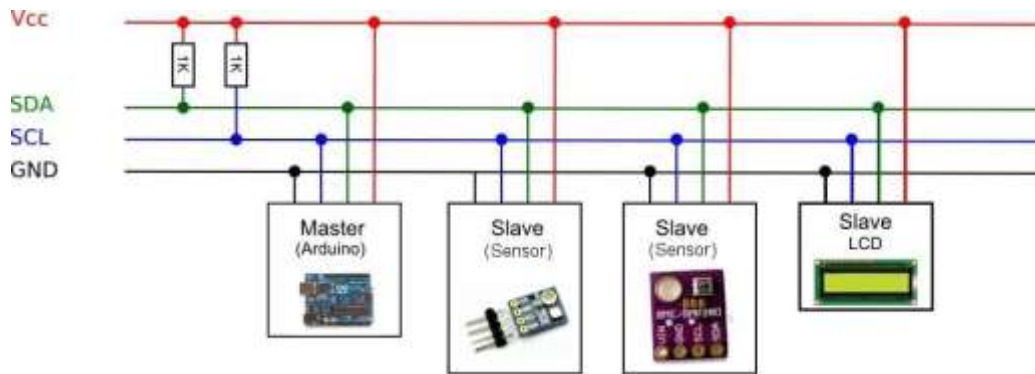 Vcc
1K
1K
SDA
SCL
GND
Master
(Arduino)
Slave
(Sensor)
Slave
(Sensor)
Slave
LCD